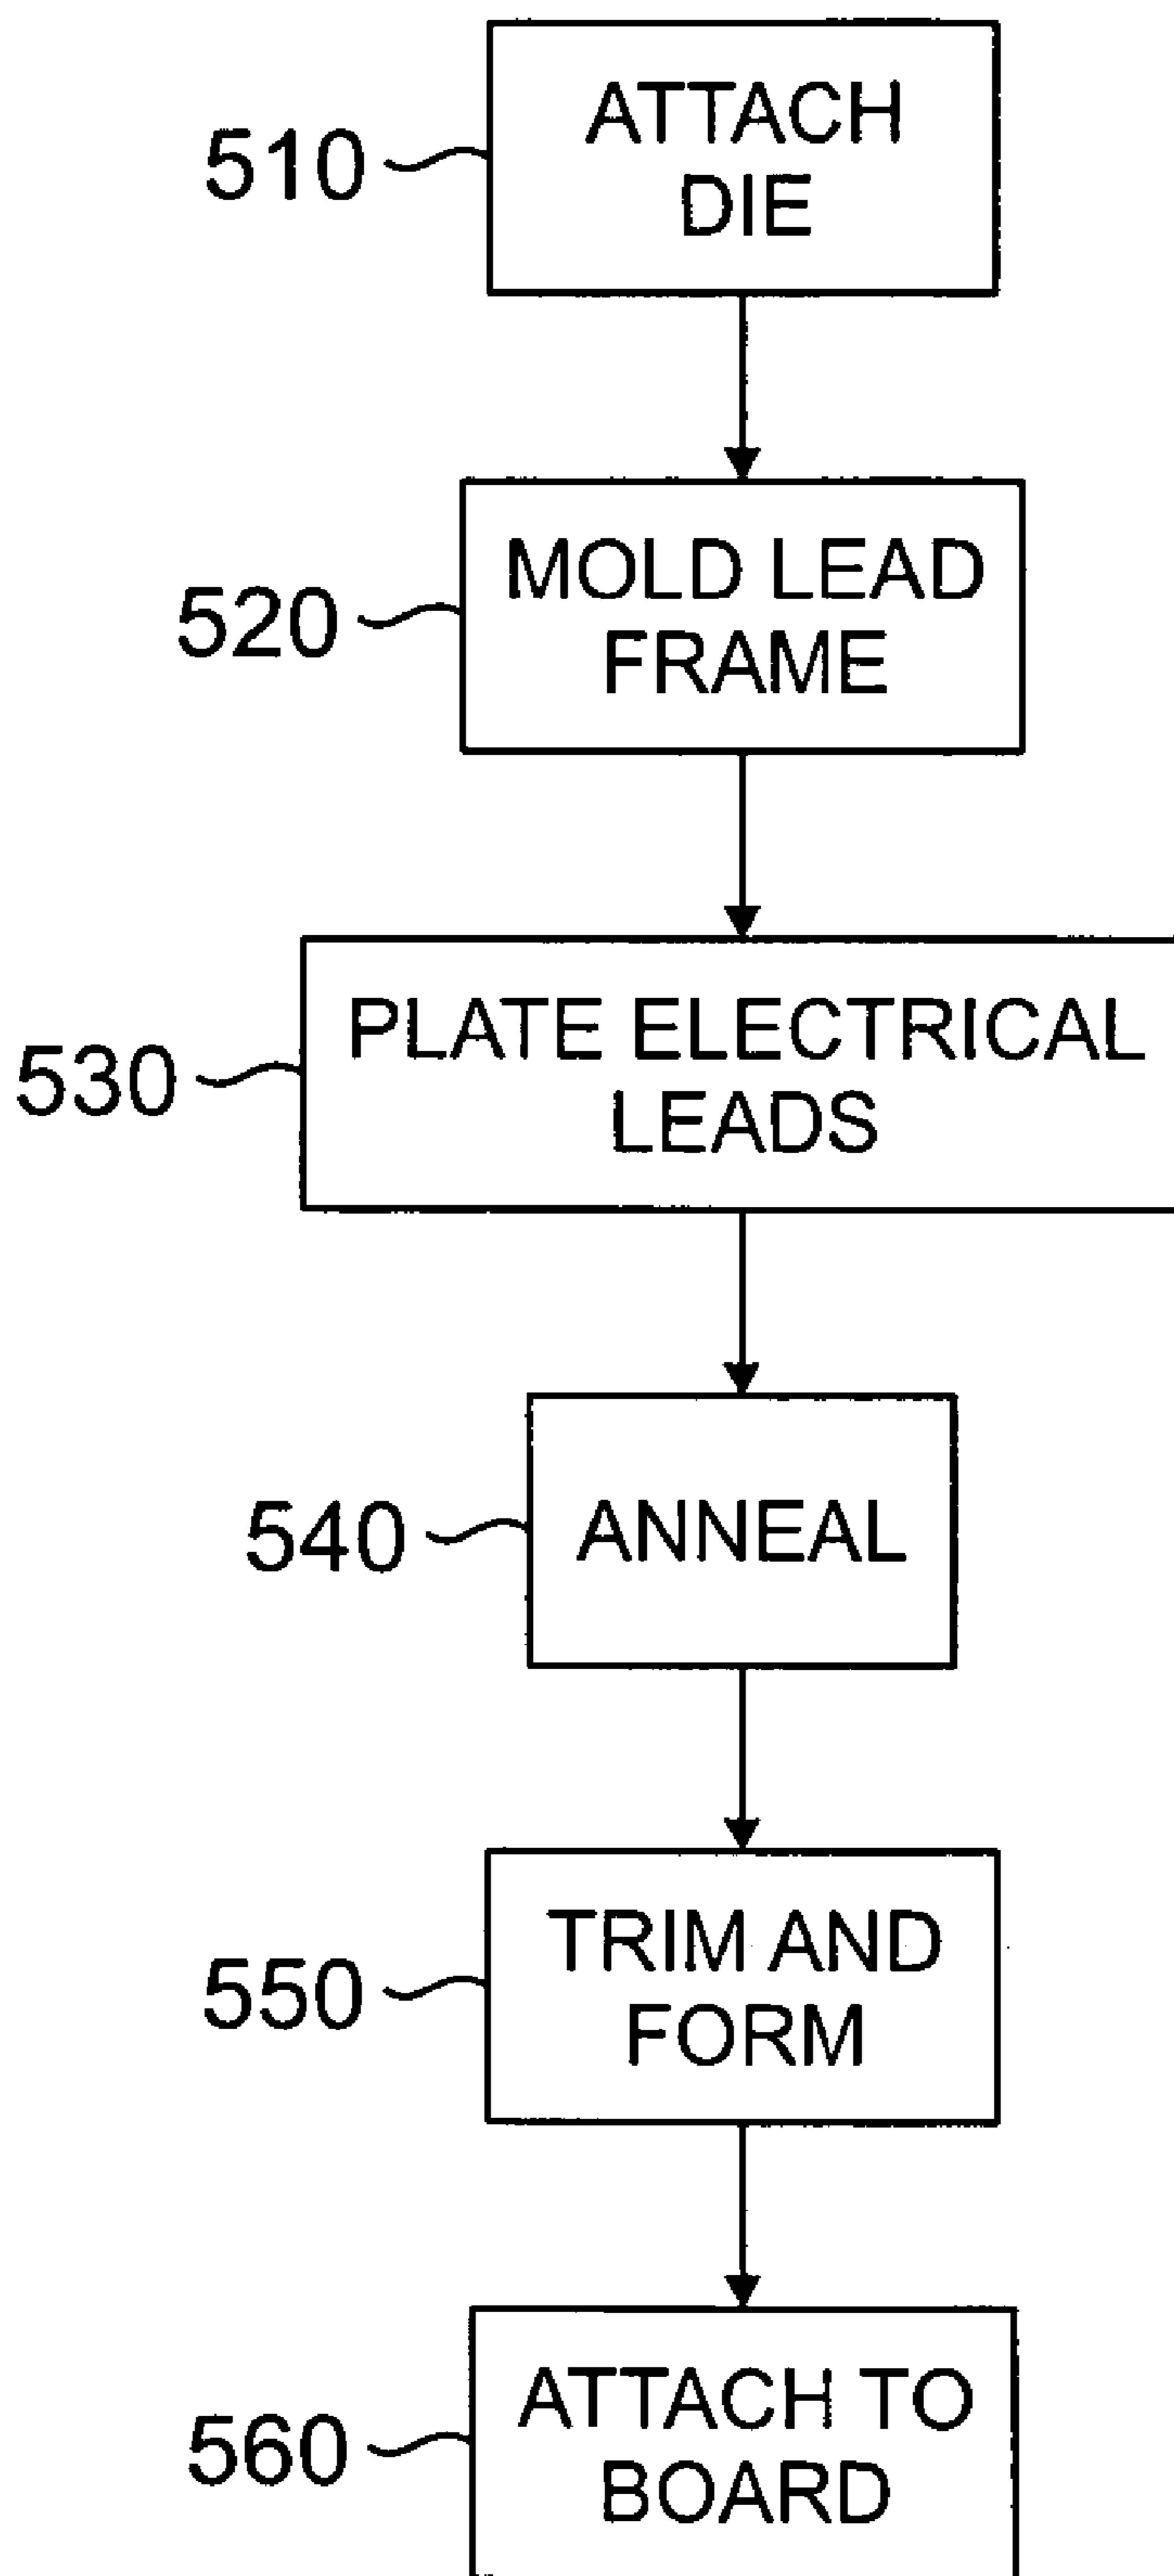 510
ATTACH
DIE
520
MOLD LEAD
FRAME
530
PLATE ELECTRICAL
LEADS
540
ANNEAL
550
TRIM AND
FORM
560
ATTACH TO
BOARD